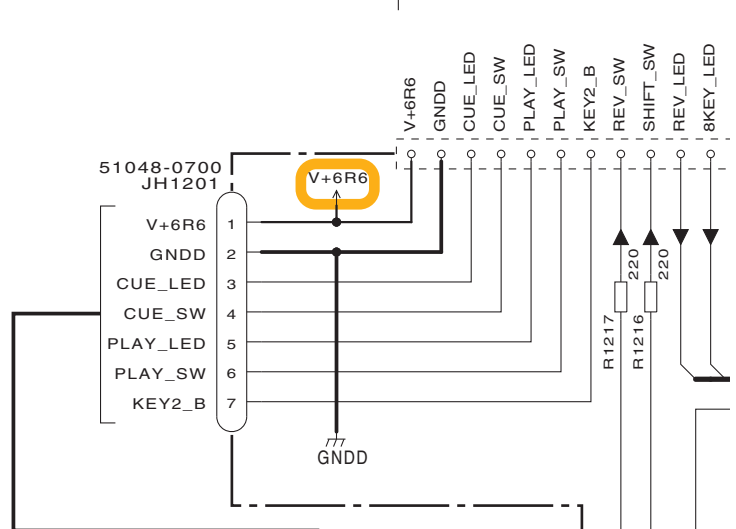 V+6R6
GNDD
CUE_LED
CUE_SW
PLAY_LED
PLAY_SW
KEY2_B
REV_SW
SHIFT_SW
REV_LED
8KEY_LED
51048-0700
JH1201
V+6R6
V+6R6 1
GNDD 2
CUE_LED 3
CUE_SW 4
PLAY_LED 5
PLAY_SW 6
KEY2_B 7
GNDD
220
220
R1217
R1216